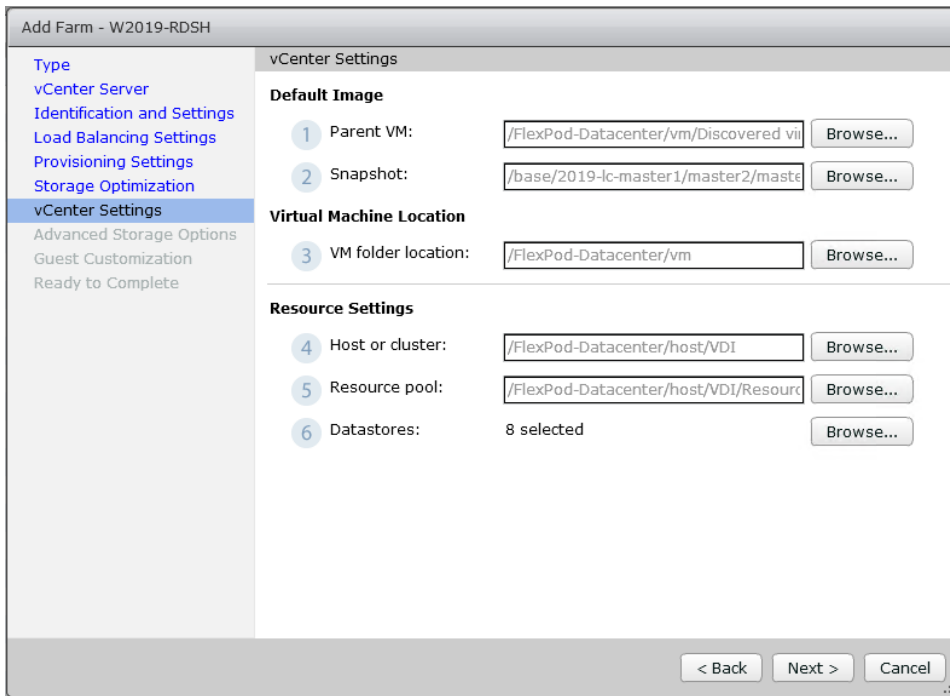 Add Farm - W2019-RDSH
Type
vCenter Server
Identification and Settings
Load Balancing Settings
Provisioning Settings
Storage Optimization
vCenter Settings
Advanced Storage Options
Guest Customization
Ready to Complete
vCenter Settings
Default Image
1 Parent VM: /FlexPod-Datacenter/vm/Discovered Browse...
2 Snapshot: /base/2019-lc-master1/master2/maste Browse...
Virtual Machine Location
3 VM folder location: /FlexPod-Datacenter/vm Browse...
Resource Settings
4 Host or cluster: /FlexPod-Datacenter/host/VDI Browse...
5 Resource pool: /FlexPod-Datacenter/host/VDI/Resourc Browse...
6 Datastores: 8 selected Browse...
< Back Next > Cancel